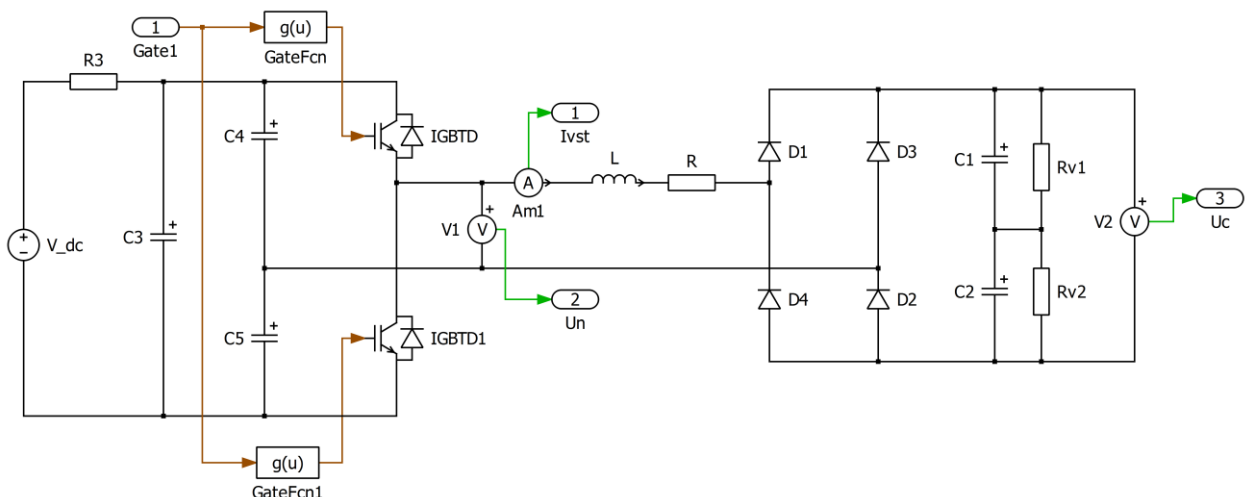 1
Gate1
g(u)
GateFcn
R3
C4
IGBTD
1
Ivst
A
Am1
L
R
D1
D3
C1
Rv1
+
-
V_dc
C3
V1
V
V2
V
3
Uc
2
Un
D4
D2
C2
Rv2
C5
IGBTD1
g(u)
GateFcn1